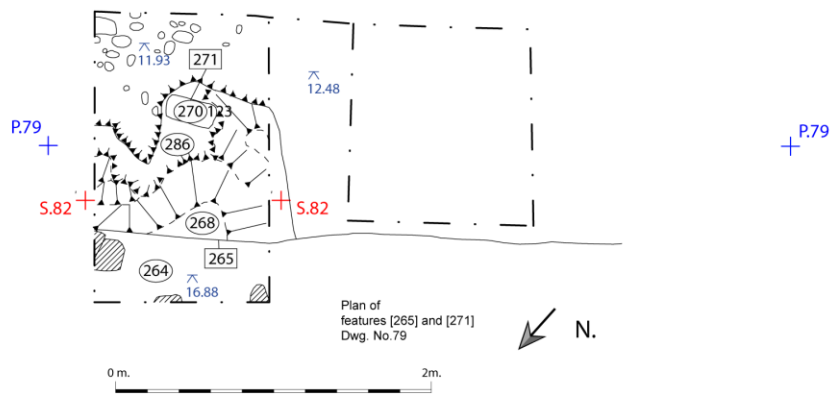 271
11.93
12.48
270 123
P.79
P.79
286
S.82
S.82
268
265
264
16.88
Plan of
features [265] and [271]
Dwg. No.79
N.
0 m.
2m.